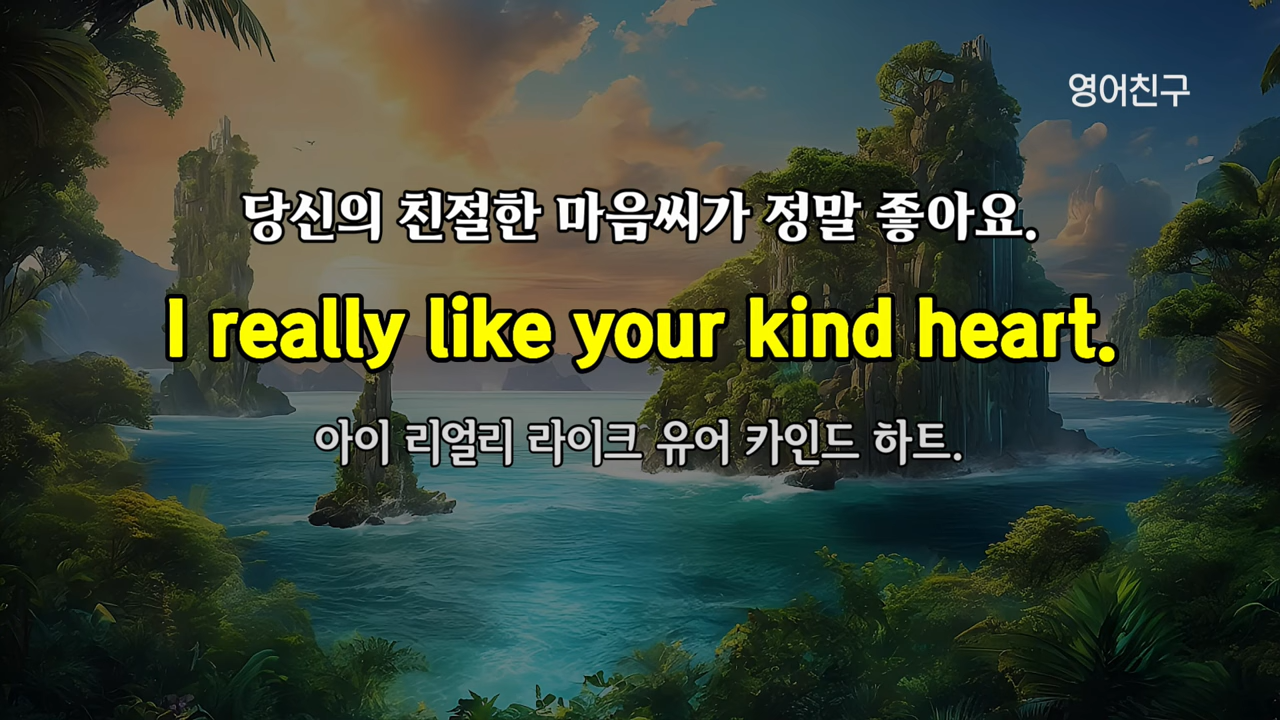 영어친구
당신의 친절한 마음씨가 정말 좋아요.
I really like your kind heart.
아이 리얼리 라이크 유어 카인드 하트.